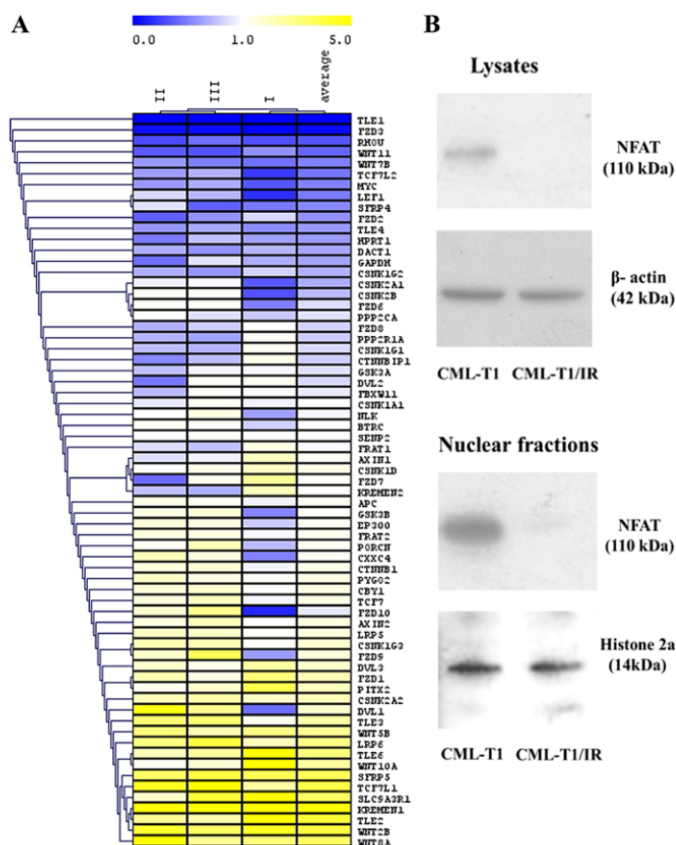 A
0.0 1.0 5.0
II III I average
TLE1
FZD3
RHOU
WNT11
WNT7B
TCF7L2
MYC
LEF1
SFRP4
FZD2
TLE4
HPRT1
DACT1
GAPDH
CSNK1G2
CSNK2A1
CSNK2B
FZD6
PPP2CA
FZD8
PPP2R1A
CSNK1G1
CTNNBIP1
GSK3A
DVL2
FBXW11
CSNK1A1
NLK
BTRC
SENP2
FRAT1
AXIN1
CSNK1D
FZD7
KREMEN2
APC
GSK3B
EP300
FRAT2
PORCN
CXXC4
CTNNB1
PYGO2
CBY1
TCF7
FZD10
AXIN2
LRP5
CSNK1G3
FZD9
DVL3
FZD1
PITX2
CSNK2A2
DVL1
TLE3
WNT5B
LRP6
TLE6
WNT10A
SFRP5
TCF7L1
SLC9A3R1
KREMEN1
TLE2
WNT2B
WNT8A
B
Lysates
NFAT
(110 kDa)
β- actin
(42 kDa)
CML-T1 CML-T1/IR
Nuclear fractions
NFAT
(110 kDa)
Histone 2a
(14kDa)
CML-T1 CML-T1/IR